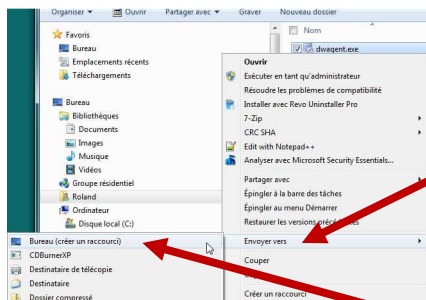 Organiser ▾ Ouvrir Partager avec ▾ Graver Nouveau dossier
Favoris
Bureau
Emplacements récents
Téléchargements
Bureau
Bibliothèques
Documents
Images
Musique
Vidéos
Groupe résidentiel
Roland
Ordinateur
Disque local (C:)
Nom
dwagent.exe
Ouvrir
Exécuter en tant qu'administrateur
Résoudre les problèmes de compatibilité
Installer avec Revo Uninstaller Pro
7-Zip
CRC SHA
Edit with Notepad++
Analyser avec Microsoft Security Essentials...
Partager avec
Épingler à la barre des tâches
Épingler au menu Démarrer
Restaurer les versions précédentes
Envoyer vers
Couper
Créer un raccourci
Bureau (créer un raccourci)
CDBurnerXP
Destinataire de télécopie
Destinataire
Dossier compressé